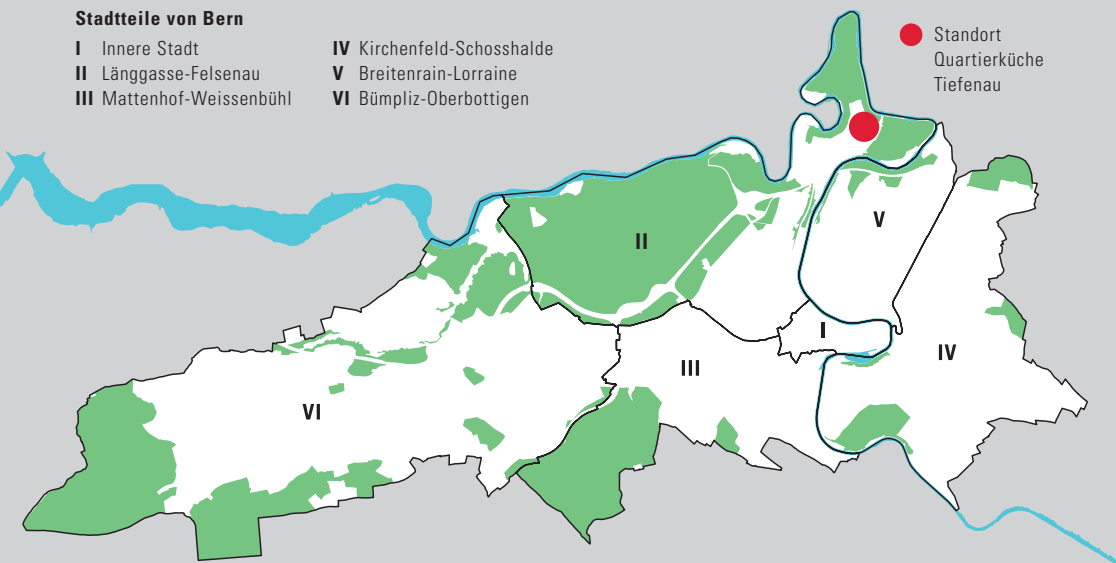 Stadtteile von Bern
I Innere Stadt
II Länggasse-Felsenau
III Mattenhof-Weissenbühl
IV Kirchenfeld-Schosshalde
V Breitenrain-Lorraine
VI Bümpliz-Oberbottigen
Standort
Quartierküche
Tiefenau
II
V
I
IV
III
VI